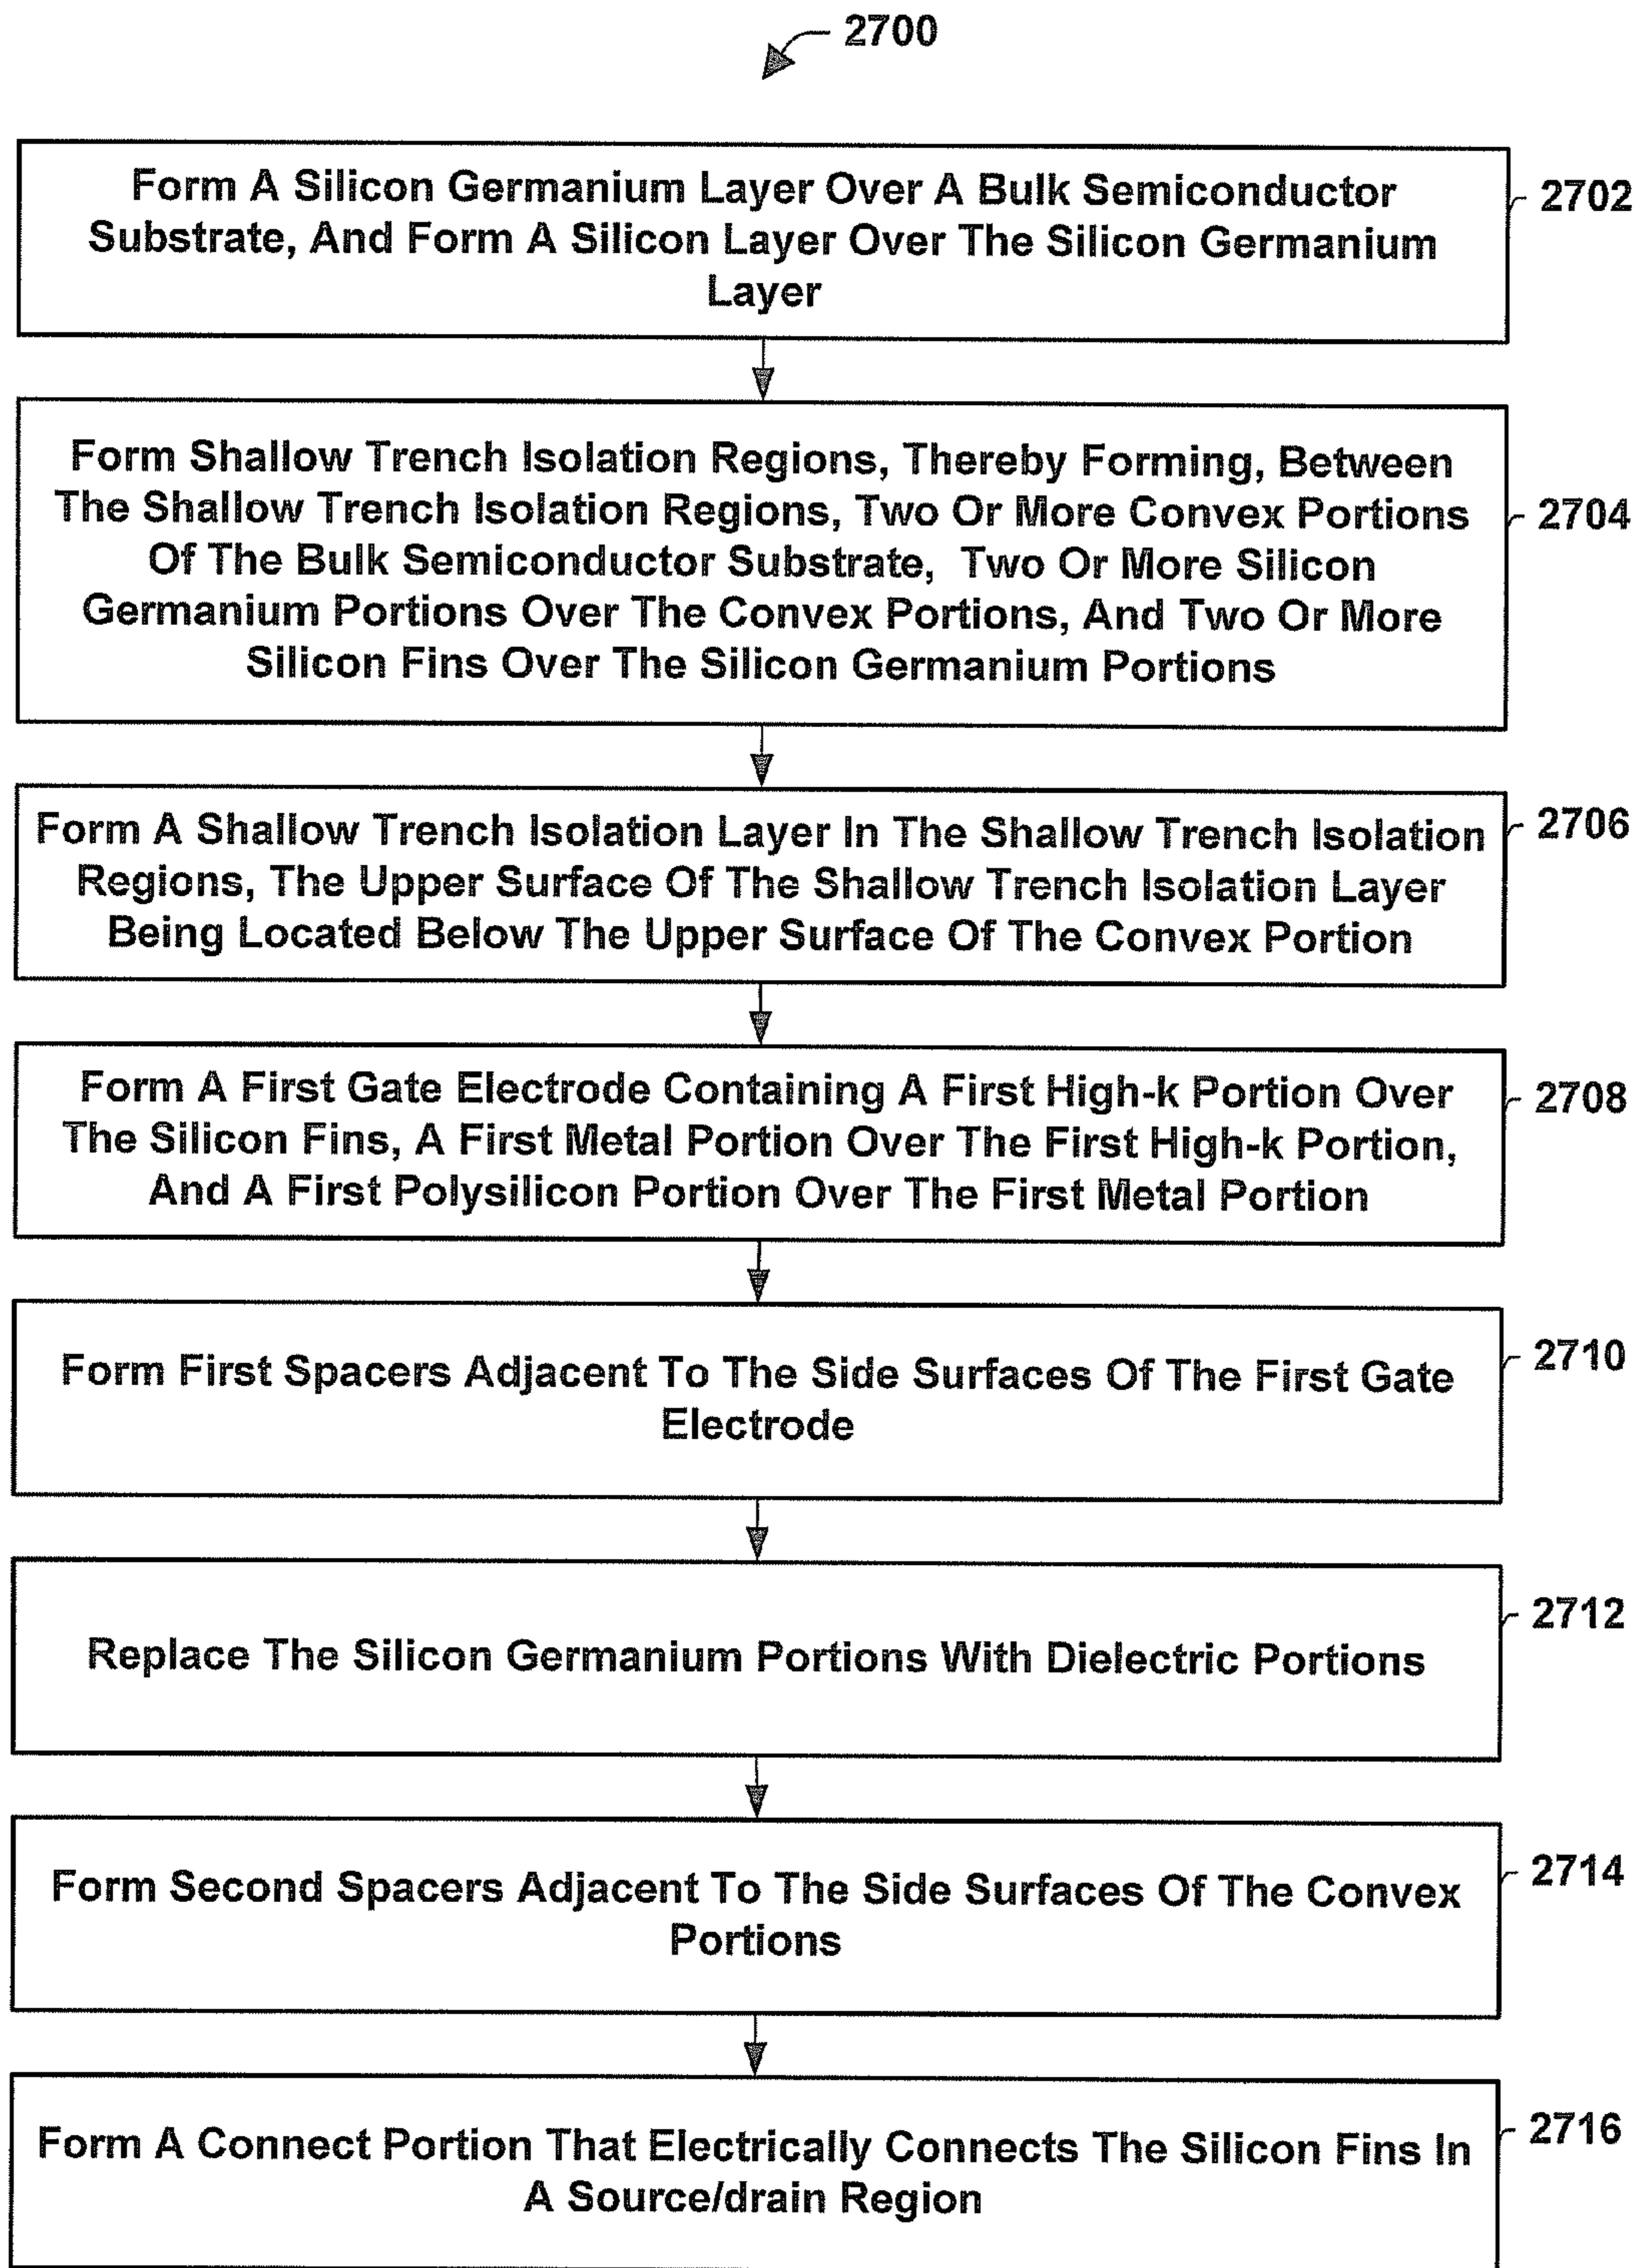 2700
Form A Silicon Germanium Layer Over A Bulk Semiconductor
Substrate, And Form A Silicon Layer Over The Silicon Germanium
Layer
2702
Form Shallow Trench Isolation Regions, Thereby Forming, Between
The Shallow Trench Isolation Regions, Two Or More Convex Portions
Of The Bulk Semiconductor Substrate, Two Or More Silicon
Germanium Portions Over The Convex Portions, And Two Or More
Silicon Fins Over The Silicon Germanium Portions
2704
Form A Shallow Trench Isolation Layer In The Shallow Trench Isolation
Regions, The Upper Surface Of The Shallow Trench Isolation Layer
Being Located Below The Upper Surface Of The Convex Portion
2706
Form A First Gate Electrode Containing A First High-k Portion Over
The Silicon Fins, A First Metal Portion Over The First High-k Portion,
And A First Polysilicon Portion Over The First Metal Portion
2708
Form First Spacers Adjacent To The Side Surfaces Of The First Gate
Electrode
2710
Replace The Silicon Germanium Portions With Dielectric Portions
2712
Form Second Spacers Adjacent To The Side Surfaces Of The Convex
Portions
2714
Form A Connect Portion That Electrically Connects The Silicon Fins In
A Source/drain Region
2716